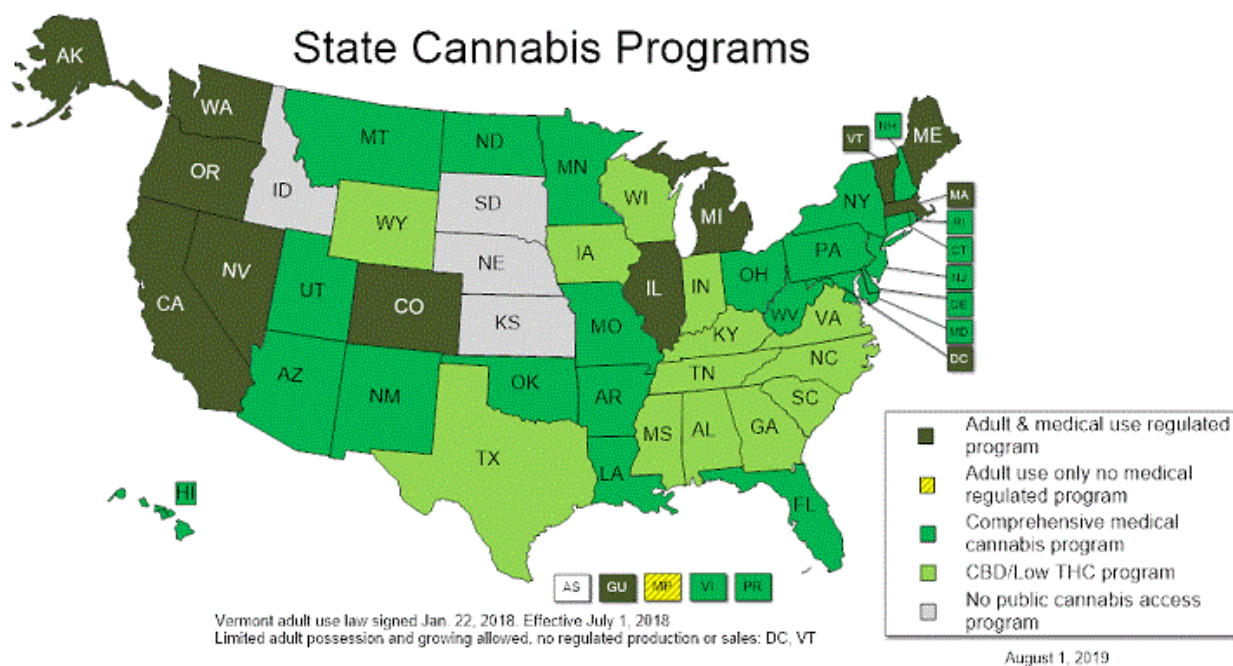 State Cannabis Programs
AK
WA
OR
CA
NV
ID
MT
WY
UT
CO
AZ
NM
ND
SD
NE
KS
OK
TX
MN
IA
MO
AR
LA
WI
IL
MI
IN
OH
KY
TN
MS
AL
GA
FL
SC
NC
VA
WV
PA
NY
VT
NH
ME
MA
RI
CT
NJ
DE
MD
DC
HI
AS
GU
MP
VI
PR
Adult & medical use regulated
program
Adult use only no medical
regulated program
Comprehensive medical
cannabis program
CBD/Low THC program
No public cannabis access
program
Vermont adult use law signed Jan. 22, 2018. Effective July 1, 2018
Limited adult possession and growing allowed, no regulated production or sales: DC, VT
August 1, 2019